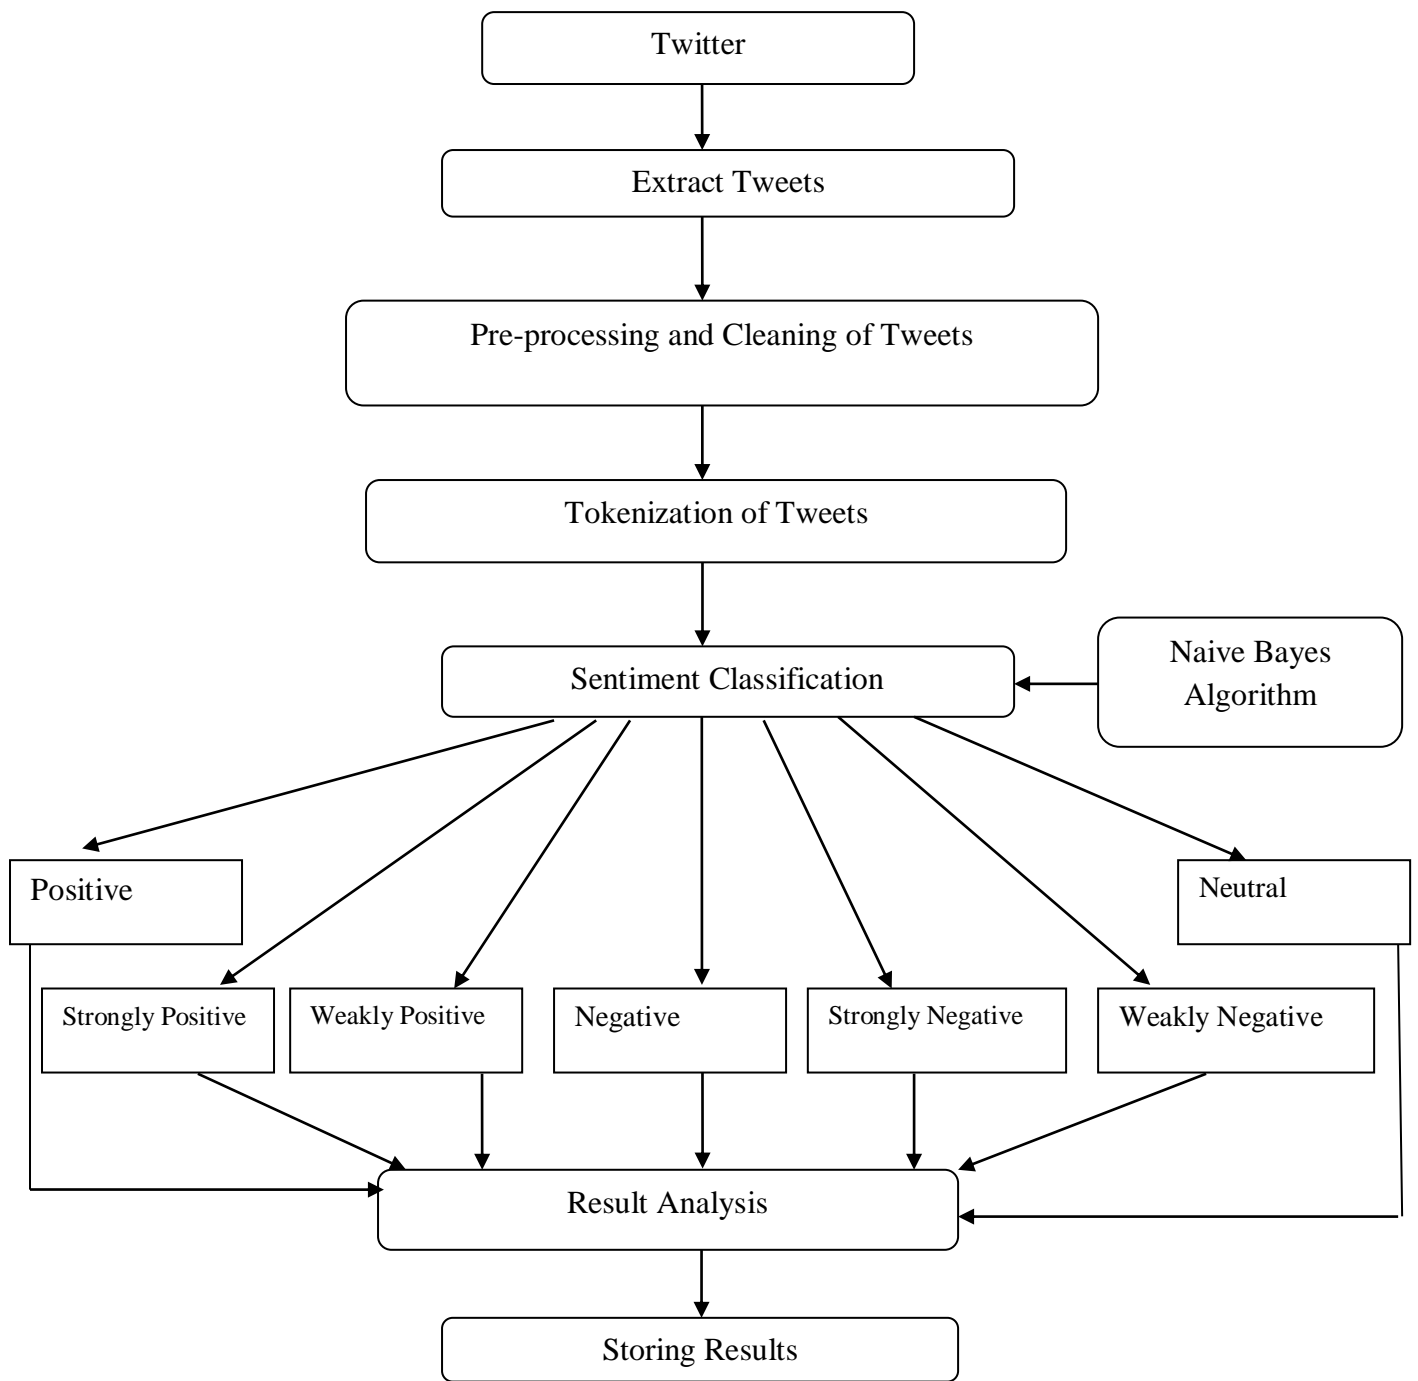 Twitter
Extract Tweets
Pre-processing and Cleaning of Tweets
Tokenization of Tweets
Sentiment Classification
Naive Bayes
Algorithm
Positive
Neutral
Strongly Positive
Weakly Positive
Negative
Strongly Negative
Weakly Negative
Result Analysis
Storing Results